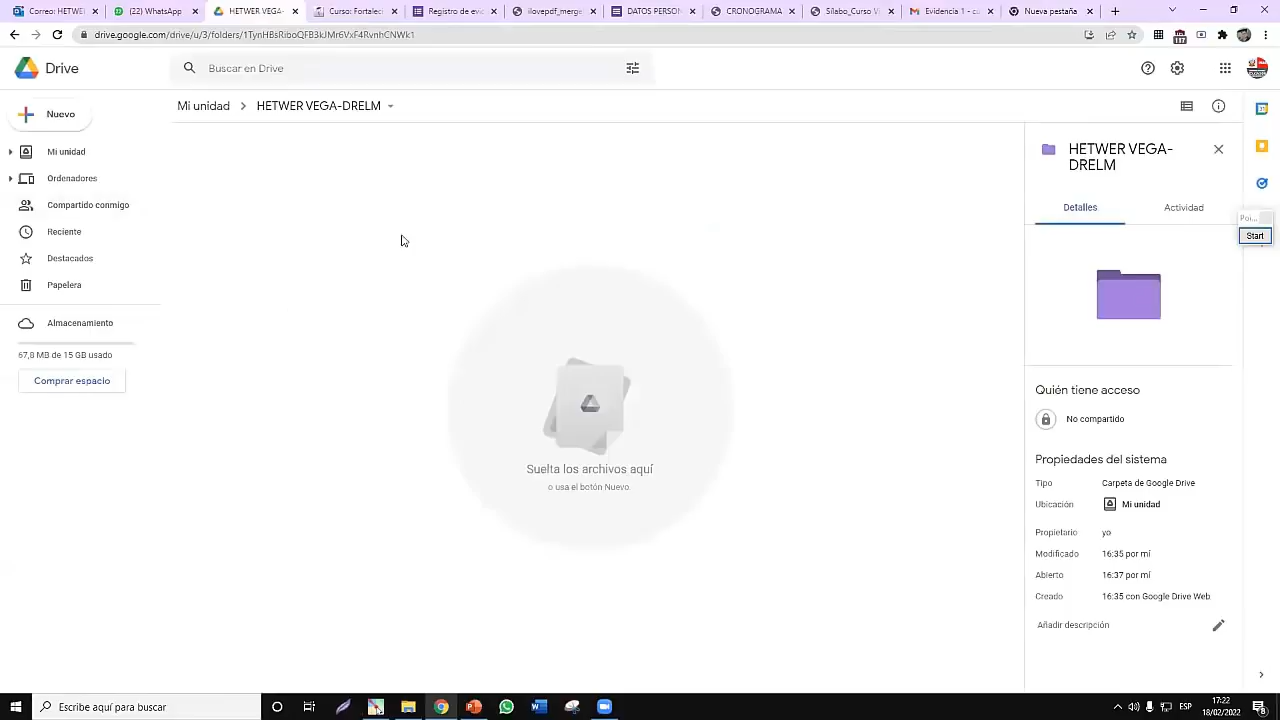 Correo: HETWE
(22) WhatsApp
HETWER VEGA-
Curso: Fortalec
Registro de evi
ilovepdf_merge
DATOS PERSON
CRONOGRAMA
Sílabo_Curso V
Evidencia 1 - c
Nueva pestaña
drive.google.com/drive/u/3/folders/
117
Drive
Buscar en Drive
Nuevo
Mi unidad
HETWER VEGA-DRELM
Mi unidad
Ordenadores
Compartido conmigo
Reciente
Destacados
Papelera
Almacenamiento
67,8 MB de 15 GB usado
Comprar espacio
Suelta los archivos aquí
o usa el botón Nuevo.
HETWER VEGA-
DRELM
Detalles
Actividad
Poi...
Start
Quién tiene acceso
No compartido
Propiedades del sistema
Tipo Carpeta de Google Drive
Ubicación Mi unidad
Propietario yo
Modificado 16:35 por mí
Abierto 16:37 por mí
Creado 16:35 con Google Drive Web.
Añadir descripción
Escribe aquí para buscar
ESP
17:22
18/02/2022